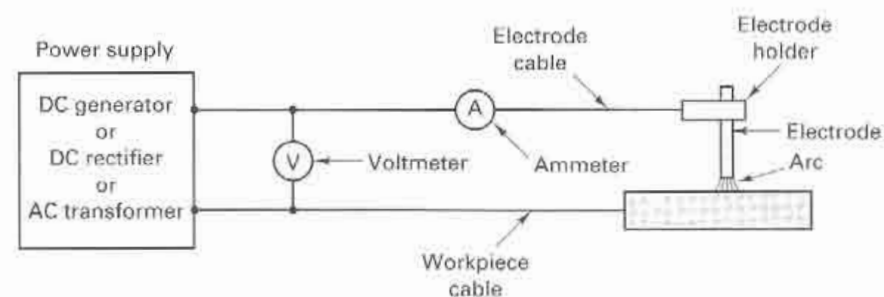 Power supply
DC generator
or
DC rectifier
or
AC transformer
V
Voltmeter
A
Ammeter
Electrode
cable
Electrode
holder
Electrode
Arc
Workpiece
cable